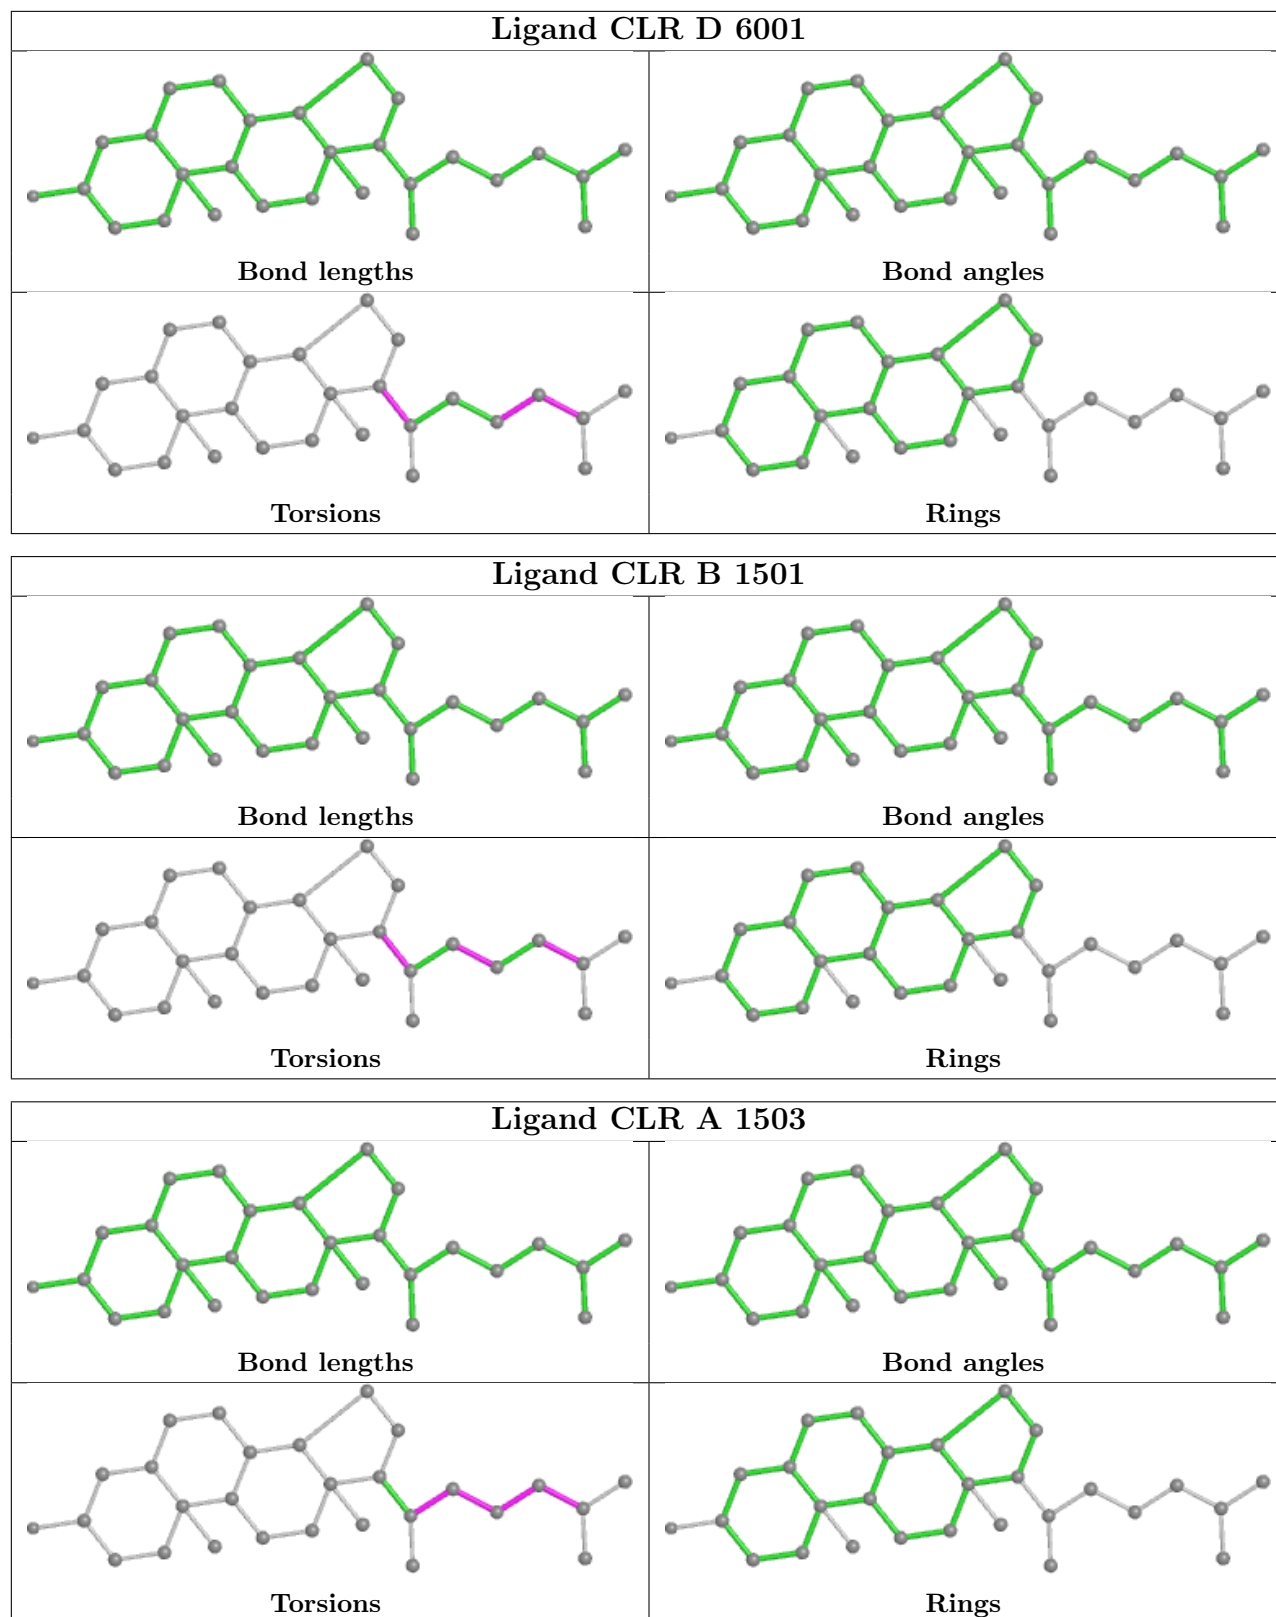 Ligand CLR D 6001
Bond lengths
Bond angles
Torsions
Rings
Ligand CLR B 1501
Bond lengths
Bond angles
Torsions
Rings
Ligand CLR A 1503
Bond lengths
Bond angles
Torsions
Rings